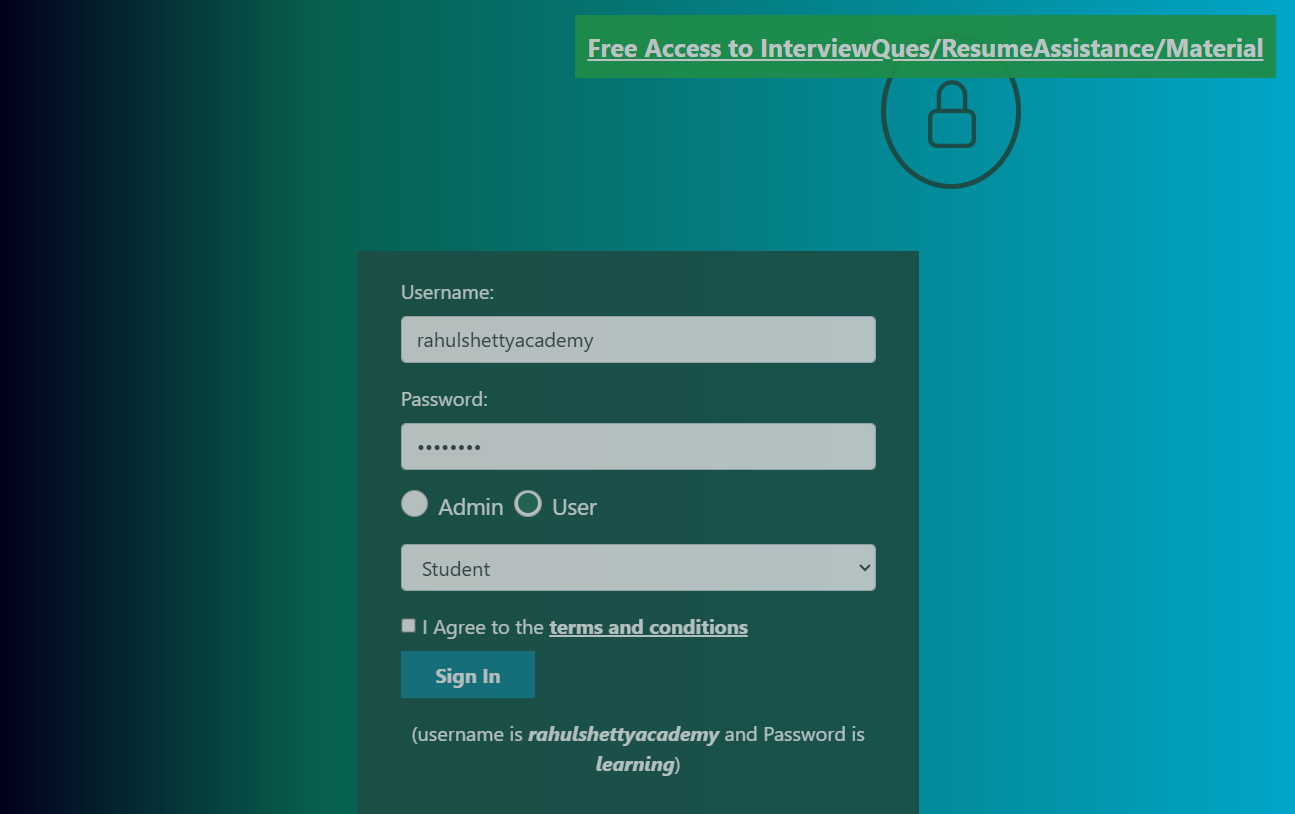 Free Access to InterviewQues/ResumeAssistance/Material
Username:
rahulshettyacademy
Password:
••••••••
Admin User
Student
I Agree to the terms and conditions
Sign In
(username is rahulshettyacademy and Password is
learning)